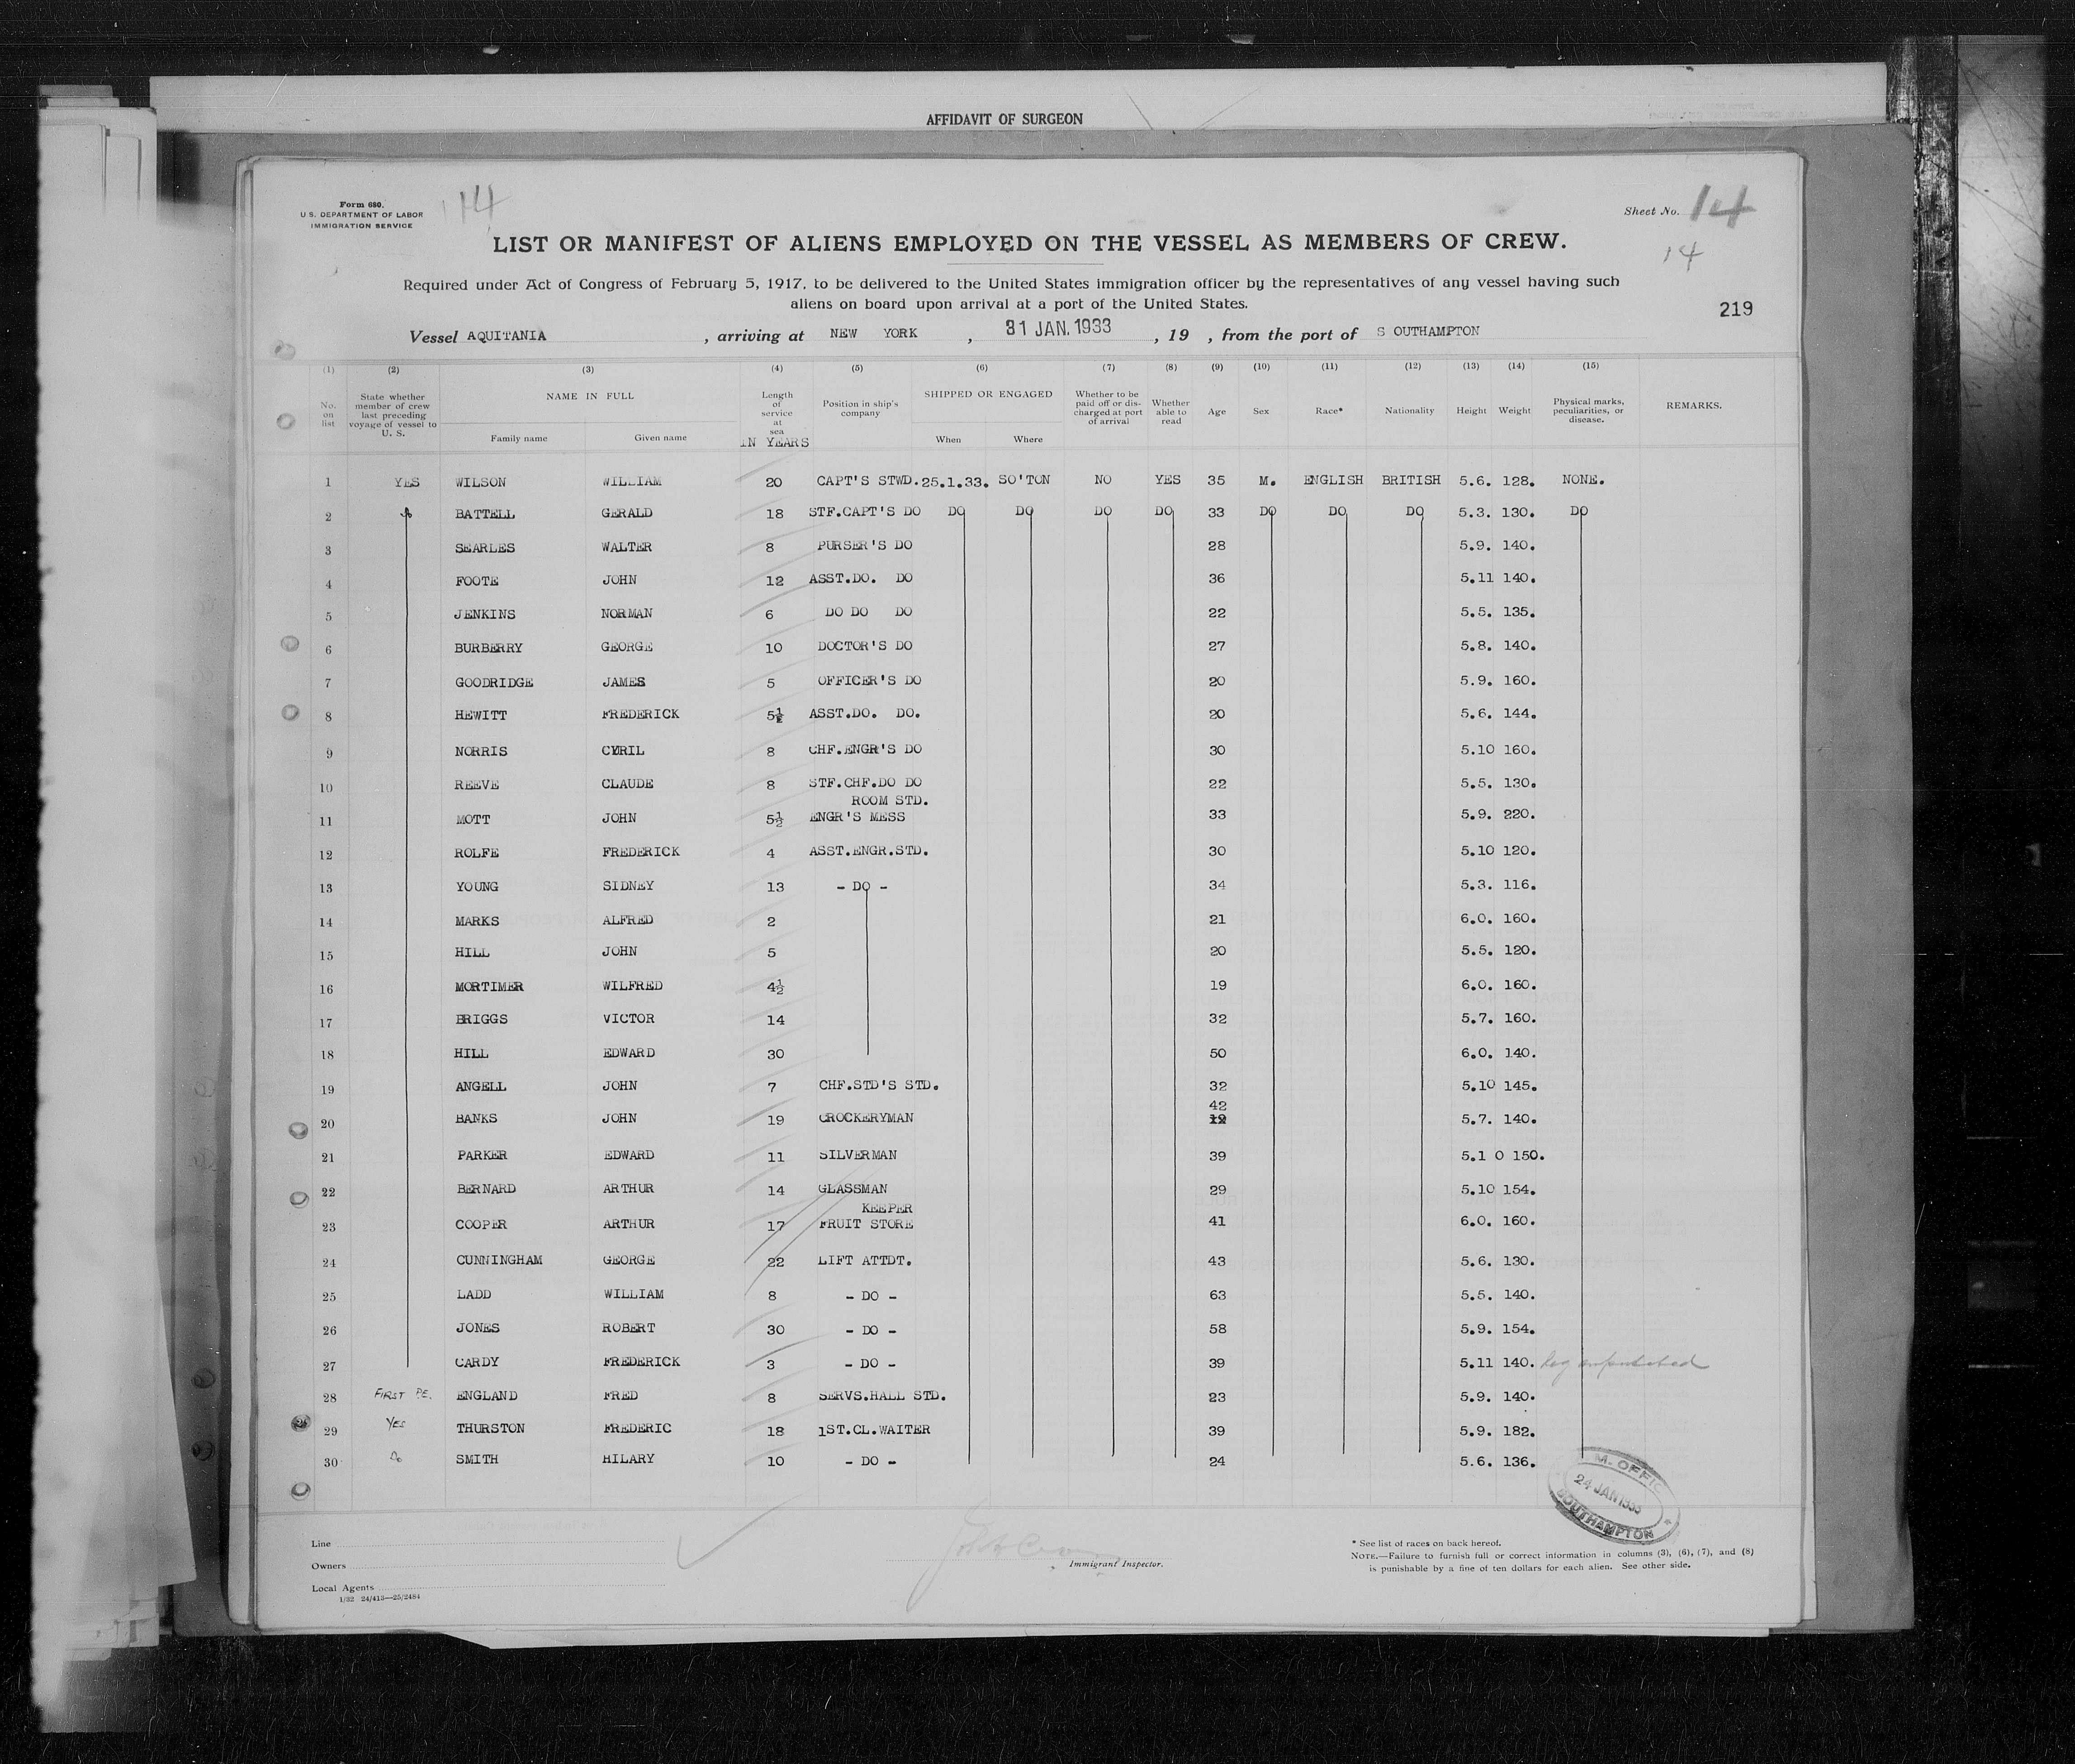 AFFIDAVIT OF SURGEON
Form 680.
U.S. DEPARTMENT OF LABOR
IMMIGRATION SERVICE
14
Sheet No. 14
14
LIST OR MANIFEST OF ALIENS EMPLOYED ON THE VESSEL AS MEMBERS OF CREW.
Required under Act of Congress of February 5, 1917, to be delivered to the United States immigration officer by the representatives of any vessel having such
aliens on board upon arrival at a port of the United States.
219
Vessel AQUITANIA , arriving at NEW YORK , 31 JAN. 1933 , 19 , from the port of S OUTHAMPTON
(1) (2) (3) (4) (5) (6) (7) (8) (9) (10) (11) (12) (13) (14) (15)
No. on list State whether member of crew last preceding voyage of vessel to U. S. NAME IN FULL Family name Given name Length of service at sea IN YEARS Position in ship's company SHIPPED OR ENGAGED When Where Whether to be paid off or discharged at port of arrival Whether able to read Age Sex Race* Nationality Height Weight Physical marks, peculiarities, or disease. REMARKS.
1 YES WILSON WILLIAM 20 CAPT'S STWD. 25.1.33. SO'TON NO YES 35 M. ENGLISH BRITISH 5.6. 128. NONE.
2 BATTELL GERALD 18 STF.CAPT'S DO DO DO DO DO 33 DO DO DO 5.3. 130. DO
3 SEARLES WALTER 8 PURSER'S DO 28 5.9. 140.
4 FOOTE JOHN 12 ASST.DO. DO 36 5.11 140.
5 JENKINS NORMAN 6 DO DO DO 22 5.5. 135.
6 BURBERRY GEORGE 10 DOCTOR'S DO 27 5.8. 140.
7 GOODRIDGE JAMES 5 OFFICER'S DO 20 5.9. 160.
8 HEWITT FREDERICK 5½ ASST.DO. DO. 20 5.6. 144.
9 NORRIS CYRIL 8 CHF.ENGR'S DO 30 5.10 160.
10 REEVE CLAUDE 8 STF.CHF.DO DO 22 5.5. 130.
ROOM STD.
11 MOTT JOHN 5½ ENGR'S MESS 33 5.9. 220.
12 ROLFE FREDERICK 4 ASST.ENGR.STD. 30 5.10 120.
13 YOUNG SIDNEY 13 - DO - 34 5.3. 116.
14 MARKS ALFRED 2 21 6.0. 160.
15 HILL JOHN 5 20 5.5. 120.
16 MORTIMER WILFRED 4½ 19 6.0. 160.
17 BRIGGS VICTOR 14 32 5.7. 160.
18 HILL EDWARD 30 50 6.0. 140.
19 ANGELL JOHN 7 CHF.STD'S STD. 32 5.10 145.
42
20 BANKS JOHN 19 CROCKERYMAN 5.7. 140.
21 PARKER EDWARD 11 SILVERMAN 39 5.1 0 150.
22 BERNARD ARTHUR 14 GLASSMAN 29 5.10 154.
KEEPER
23 COOPER ARTHUR 17 FRUIT STORE 41 6.0. 160.
24 CUNNINGHAM GEORGE 22 LIFT ATTDT. 43 5.6. 130.
25 LADD WILLIAM 8 - DO - 63 5.5. 140.
26 JONES ROBERT 30 - DO - 58 5.9. 154.
27 CARDY FREDERICK 3 - DO - 39 5.11 140. Leg amputated
28 FIRST ENGLAND FRED 8 SERVS.HALL STD. 23 5.9. 140.
29 YES THURSTON FREDERIC 18 1ST.CL.WAITER 39 5.9. 182.
30 Do SMITH HILARY 10 - DO - 24 5.6. 136.
M. OFFIC
24 JAN 1933
SOUTHAMPTON
Line
Owners
Local Agents
1/32 24/413—25/2484
Immigrant Inspector.
* See list of races on back hereof.
NOTE.—Failure to furnish full or correct information in columns (3), (6), (7), and (8)
is punishable by a fine of ten dollars for each alien. See other side.